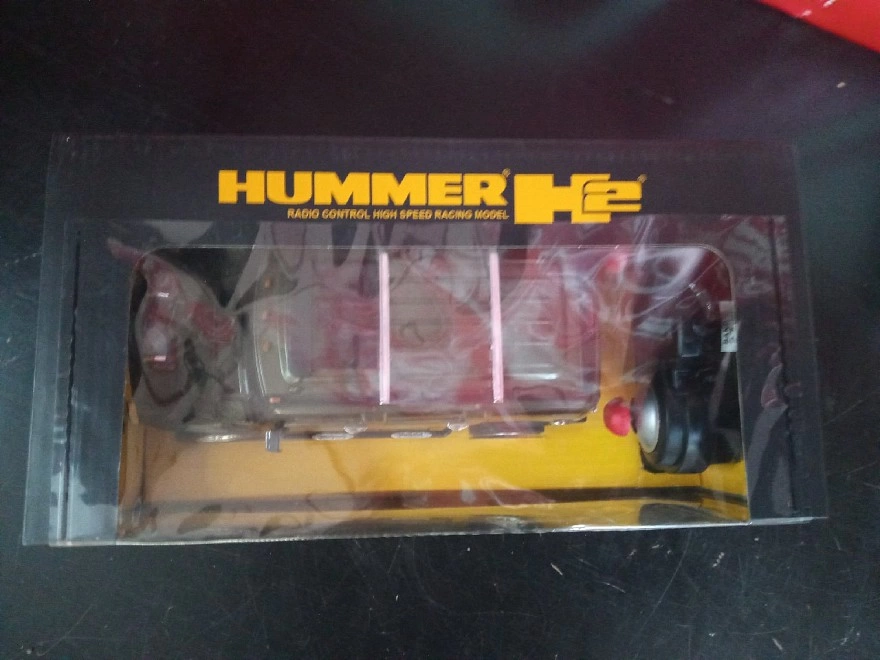 HUMMER® H2®
RADIO CONTROL HIGH SPEED RACING MODEL